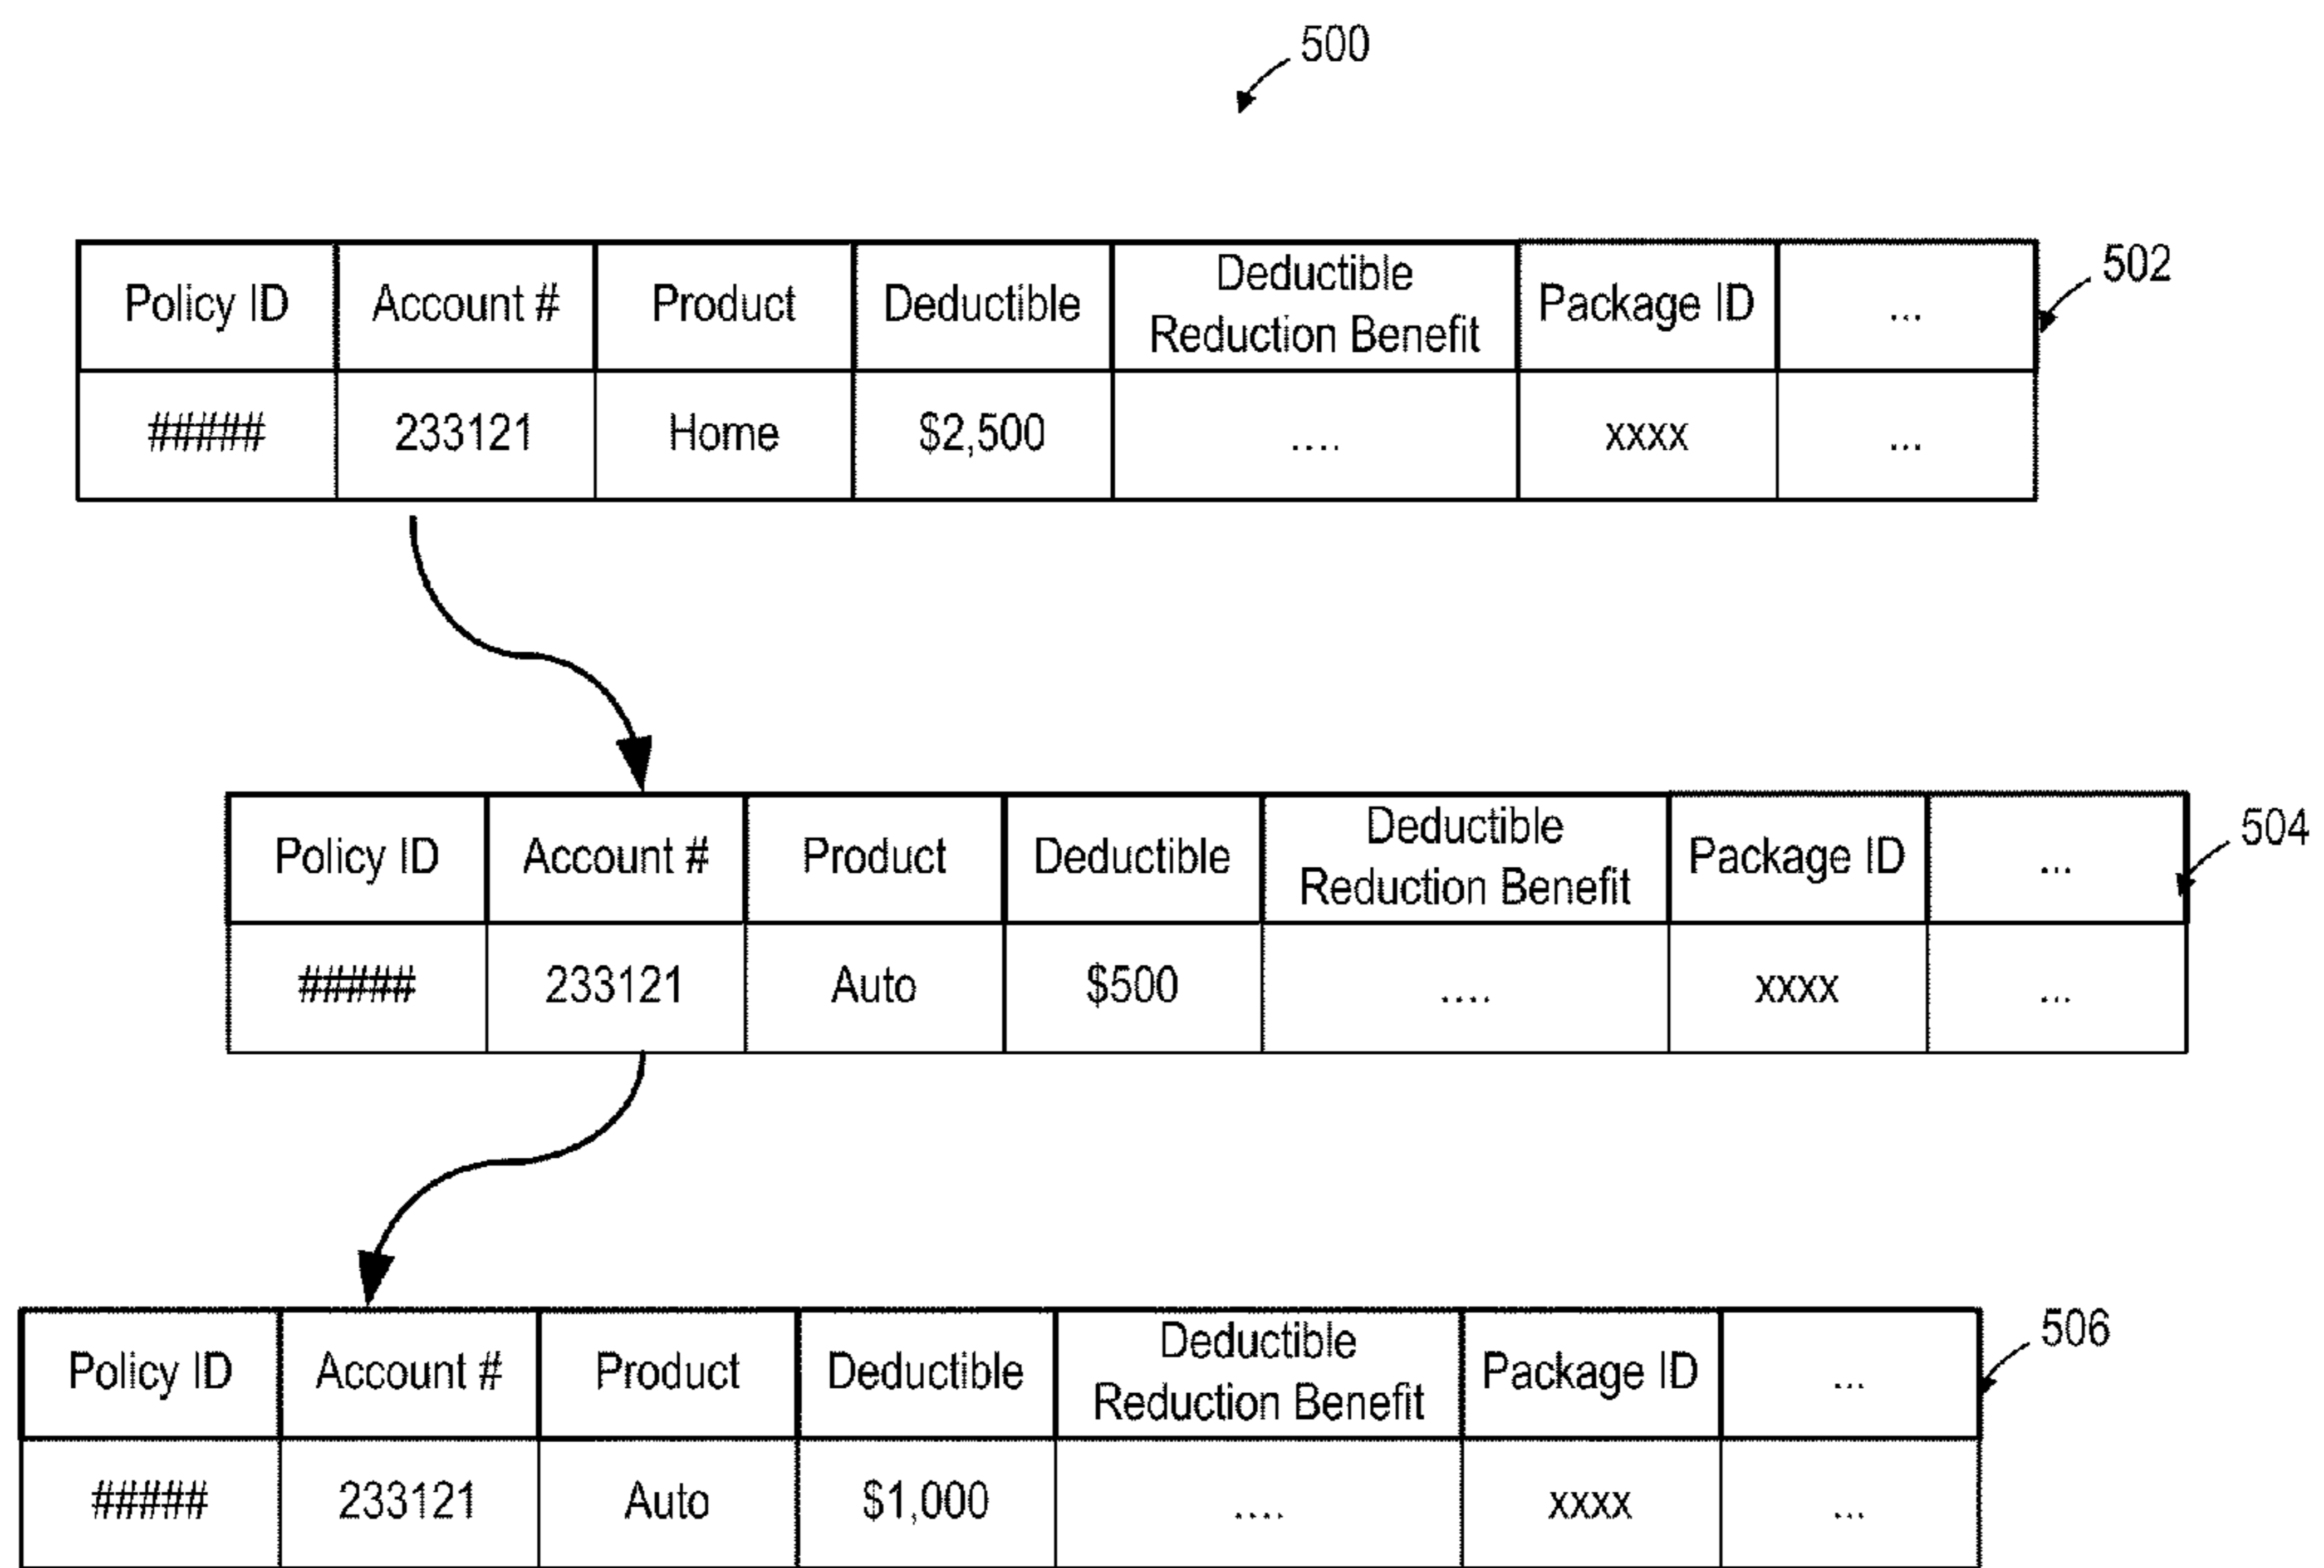 500
502
Policy ID Account # Product Deductible Deductible Reduction Benefit Package ID ...
##### 233121 Home $2,500 .... xxxx ...
504
Policy ID Account # Product Deductible Deductible Reduction Benefit Package ID ...
##### 233121 Auto $500 .... xxxx ...
506
Policy ID Account # Product Deductible Deductible Reduction Benefit Package ID ...
##### 233121 Auto $1,000 .... xxxx ...